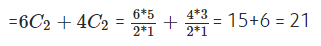 =6C₂ + 4C₂ = 6*5/2*1 + 4*3/2*1 = 15+6 = 21